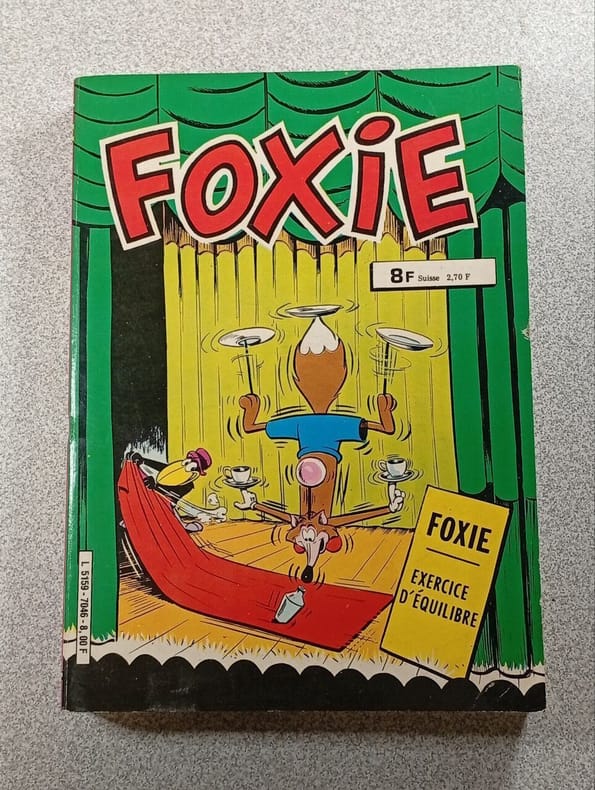 FOXiE
8F Suisse 2,70 F
FOXIE
EXERCICE
D'ÉQUILIBRE
L 5159 - 7046 - 8,00 F